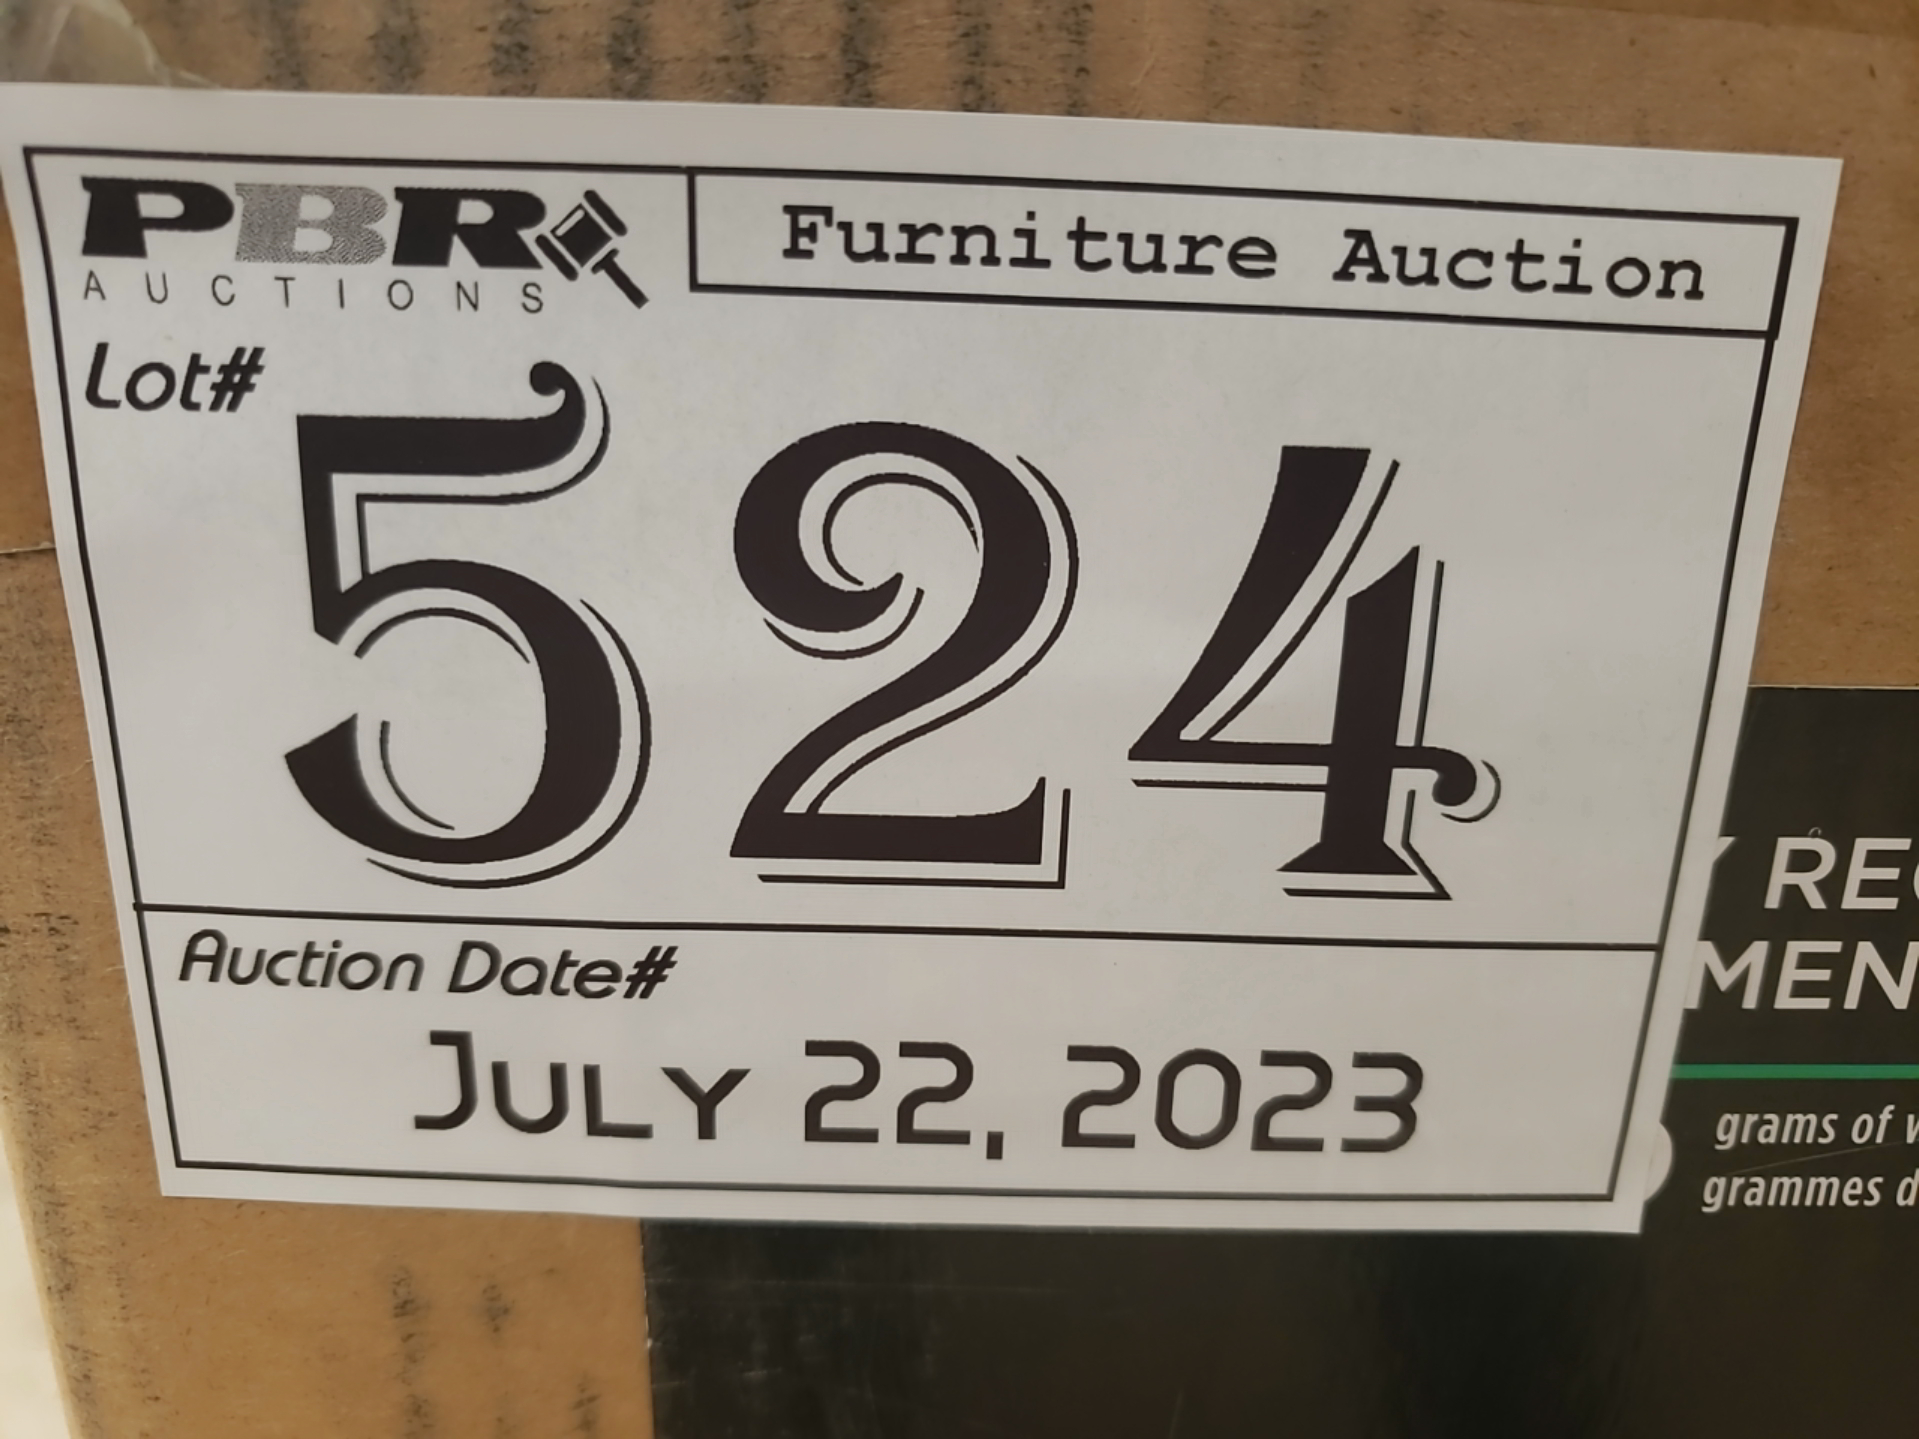 PBR
AUCTIONS
Furniture Auction
Lot#
524
Auction Date#
July 22, 2023
grams of
grammes